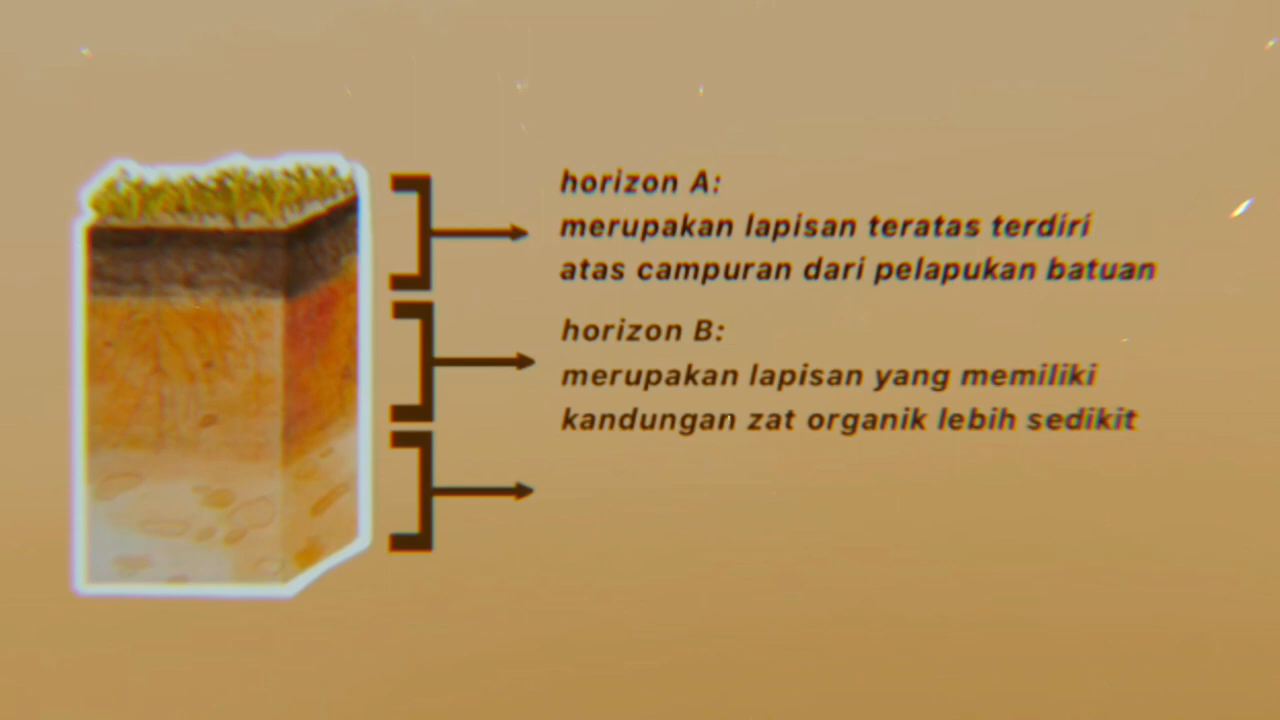 horizon A:
merupakan lapisan teratas terdiri
atas campuran dari pelapukan batuan
horizon B:
merupakan lapisan yang memiliki
kandungan zat organik lebih sedikit